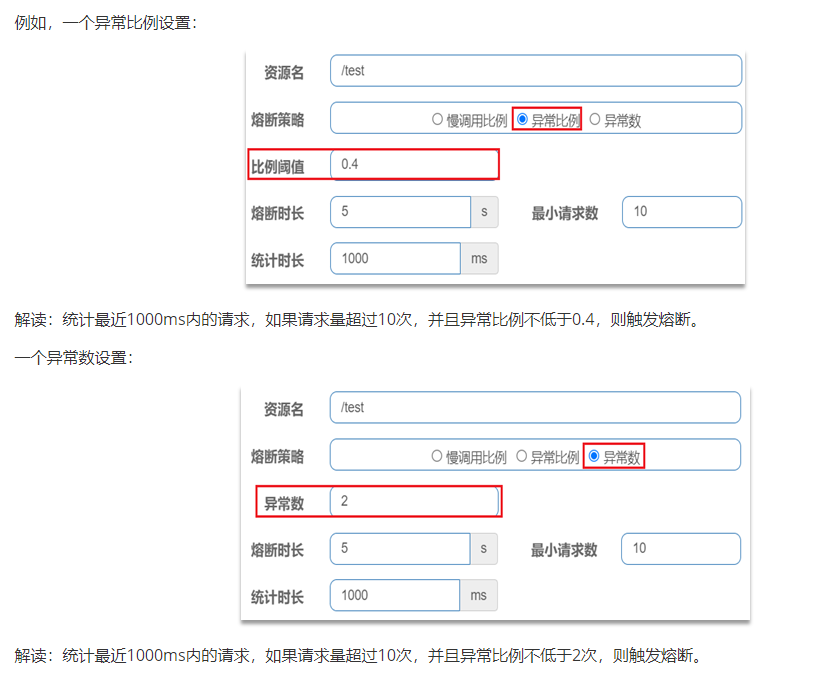 例如，一个异常比例设置：
资源名 /test
熔断策略 慢调用比例 异常比例 异常数
比例阈值 0.4
熔断时长 5 s 最小请求数 10
统计时长 1000 ms
解读：统计最近1000ms内的请求，如果请求量超过10次，并且异常比例不低于0.4，则触发熔断。
一个异常数设置：
资源名 /test
熔断策略 慢调用比例 异常比例 异常数
异常数 2
熔断时长 5 s 最小请求数 10
统计时长 1000 ms
解读：统计最近1000ms内的请求，如果请求量超过10次，并且异常比例不低于2次，则触发熔断。